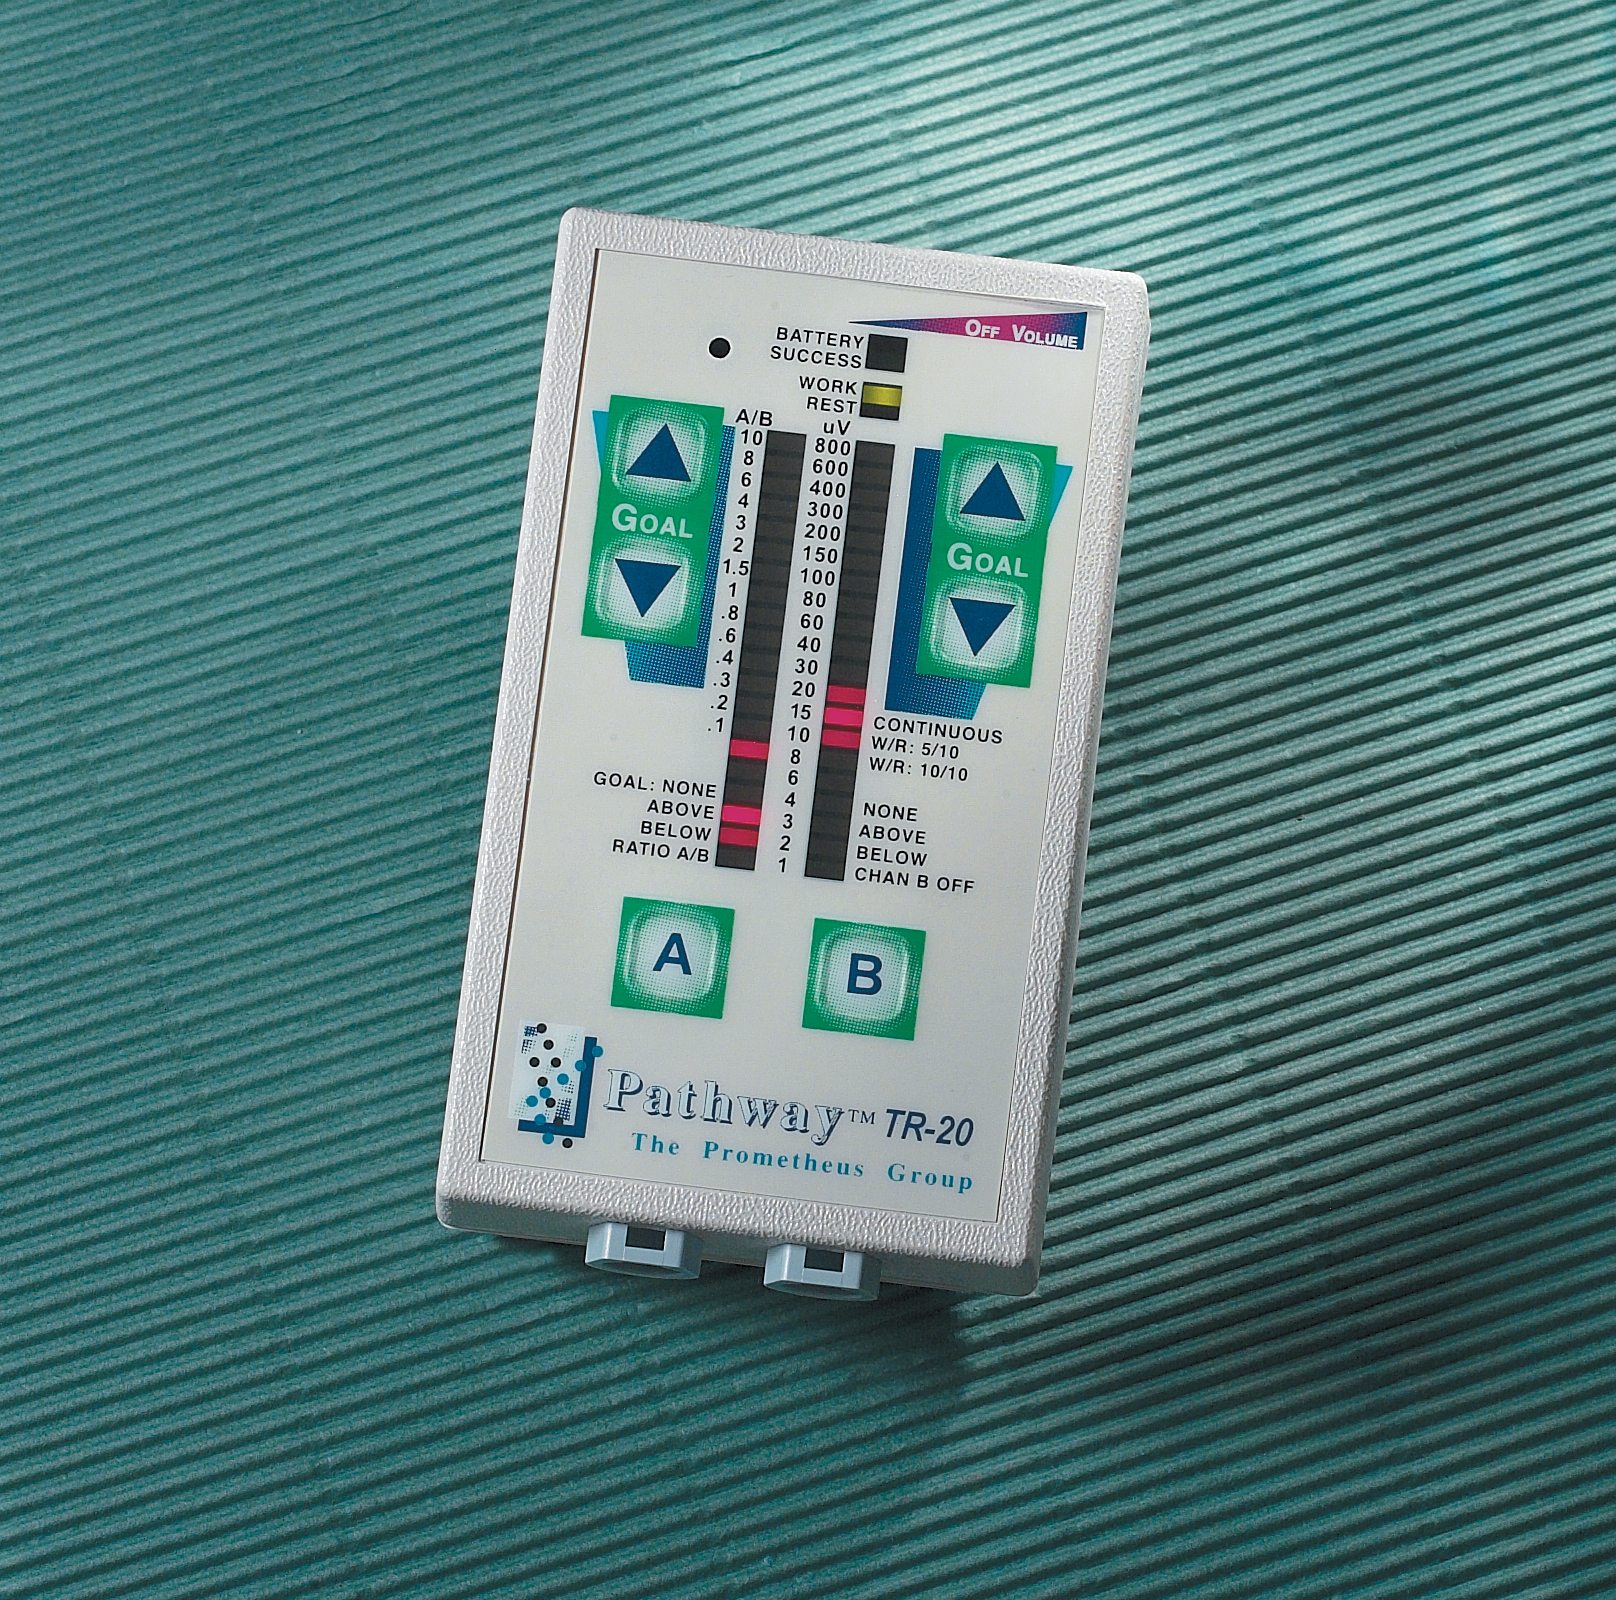 OFF VOLUME
BATTERY
SUCCESS
WORK
REST
A/B
uV
10
8
6
4
3
2
1.5
1
.8
.6
.4
.3
.2
.1
800
600
400
300
200
150
100
80
60
40
30
20
15
10
8
6
4
3
2
1
GOAL
GOAL
CONTINUOUS
W/R: 5/10
W/R: 10/10
GOAL: NONE
ABOVE
BELOW
RATIO A/B
NONE
ABOVE
BELOW
CHAN B OFF
A
B
Pathway™ TR-20
The Prometheus Group